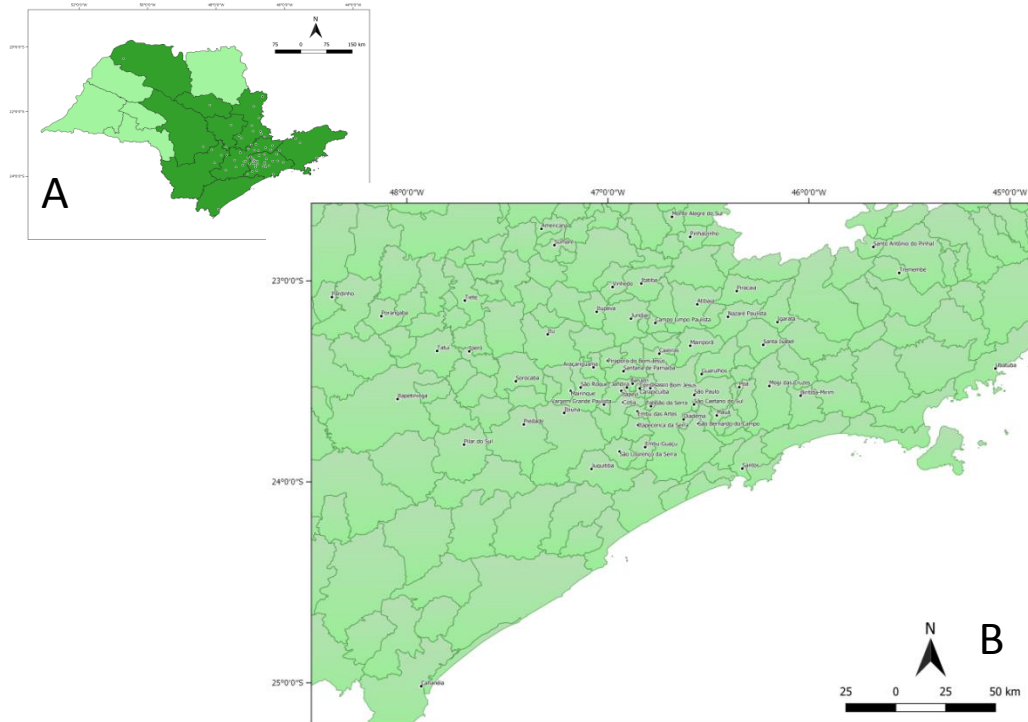 N
75 0 75 150 km
A
48°0'0"W 47°0'0"W 46°0'0"W 45°0'0"W
Monte Alegre do Sul
Americana
Pinhalzinho
Sumaré
Santo Antônio do Pinhal
Tremembé
23°0'0"S
Vinhedo
Itatiba
Piracaia
Pardinho
Tietê
Atibaia
Itupeva
Jundiaí
Campo Limpo Paulista
Nazaré Paulista
Igaratá
Porangaba
Itu
Mairiporã
Santa Isabel
Tatuí
Caieiras
Pirapora do Bom Jesus
Araçariguama
Santana de Parnaíba
Guarulhos
Ubatuba
Sorocaba
São Roque
Mogi das Cruzes
Mairinque
Carapicuíba
São Paulo
Biritiba-Mirim
Itapetininga
Vargem Grande Paulista
Cotia
Taboão da Serra
São Caetano do Sul
Ibiúna
Embu das Artes
Mauá
Diadema
Piedade
Itapecerica da Serra
São Bernardo do Campo
Pilar do Sul
Embu-Guaçu
São Lourenço da Serra
Juquitiba
Santos
24°0'0"S
N
B
25°0'0"S
Cananéia
25 0 25 50 km